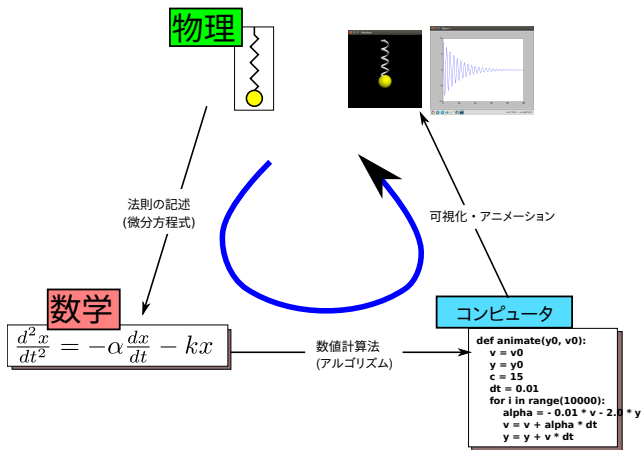 物理
法則の記述
(微分方程式)
可視化・アニメーション
数学
d²x/dt² = -α dx/dt - kx
数値計算法
(アルゴリズム)
コンピュータ
def animate(y0, v0):
v = v0
y = y0
c = 15
dt = 0.01
for i in range(10000):
alpha = - 0.01 * v - 2.0 * y
v = v + alpha * dt
y = y + v * dt